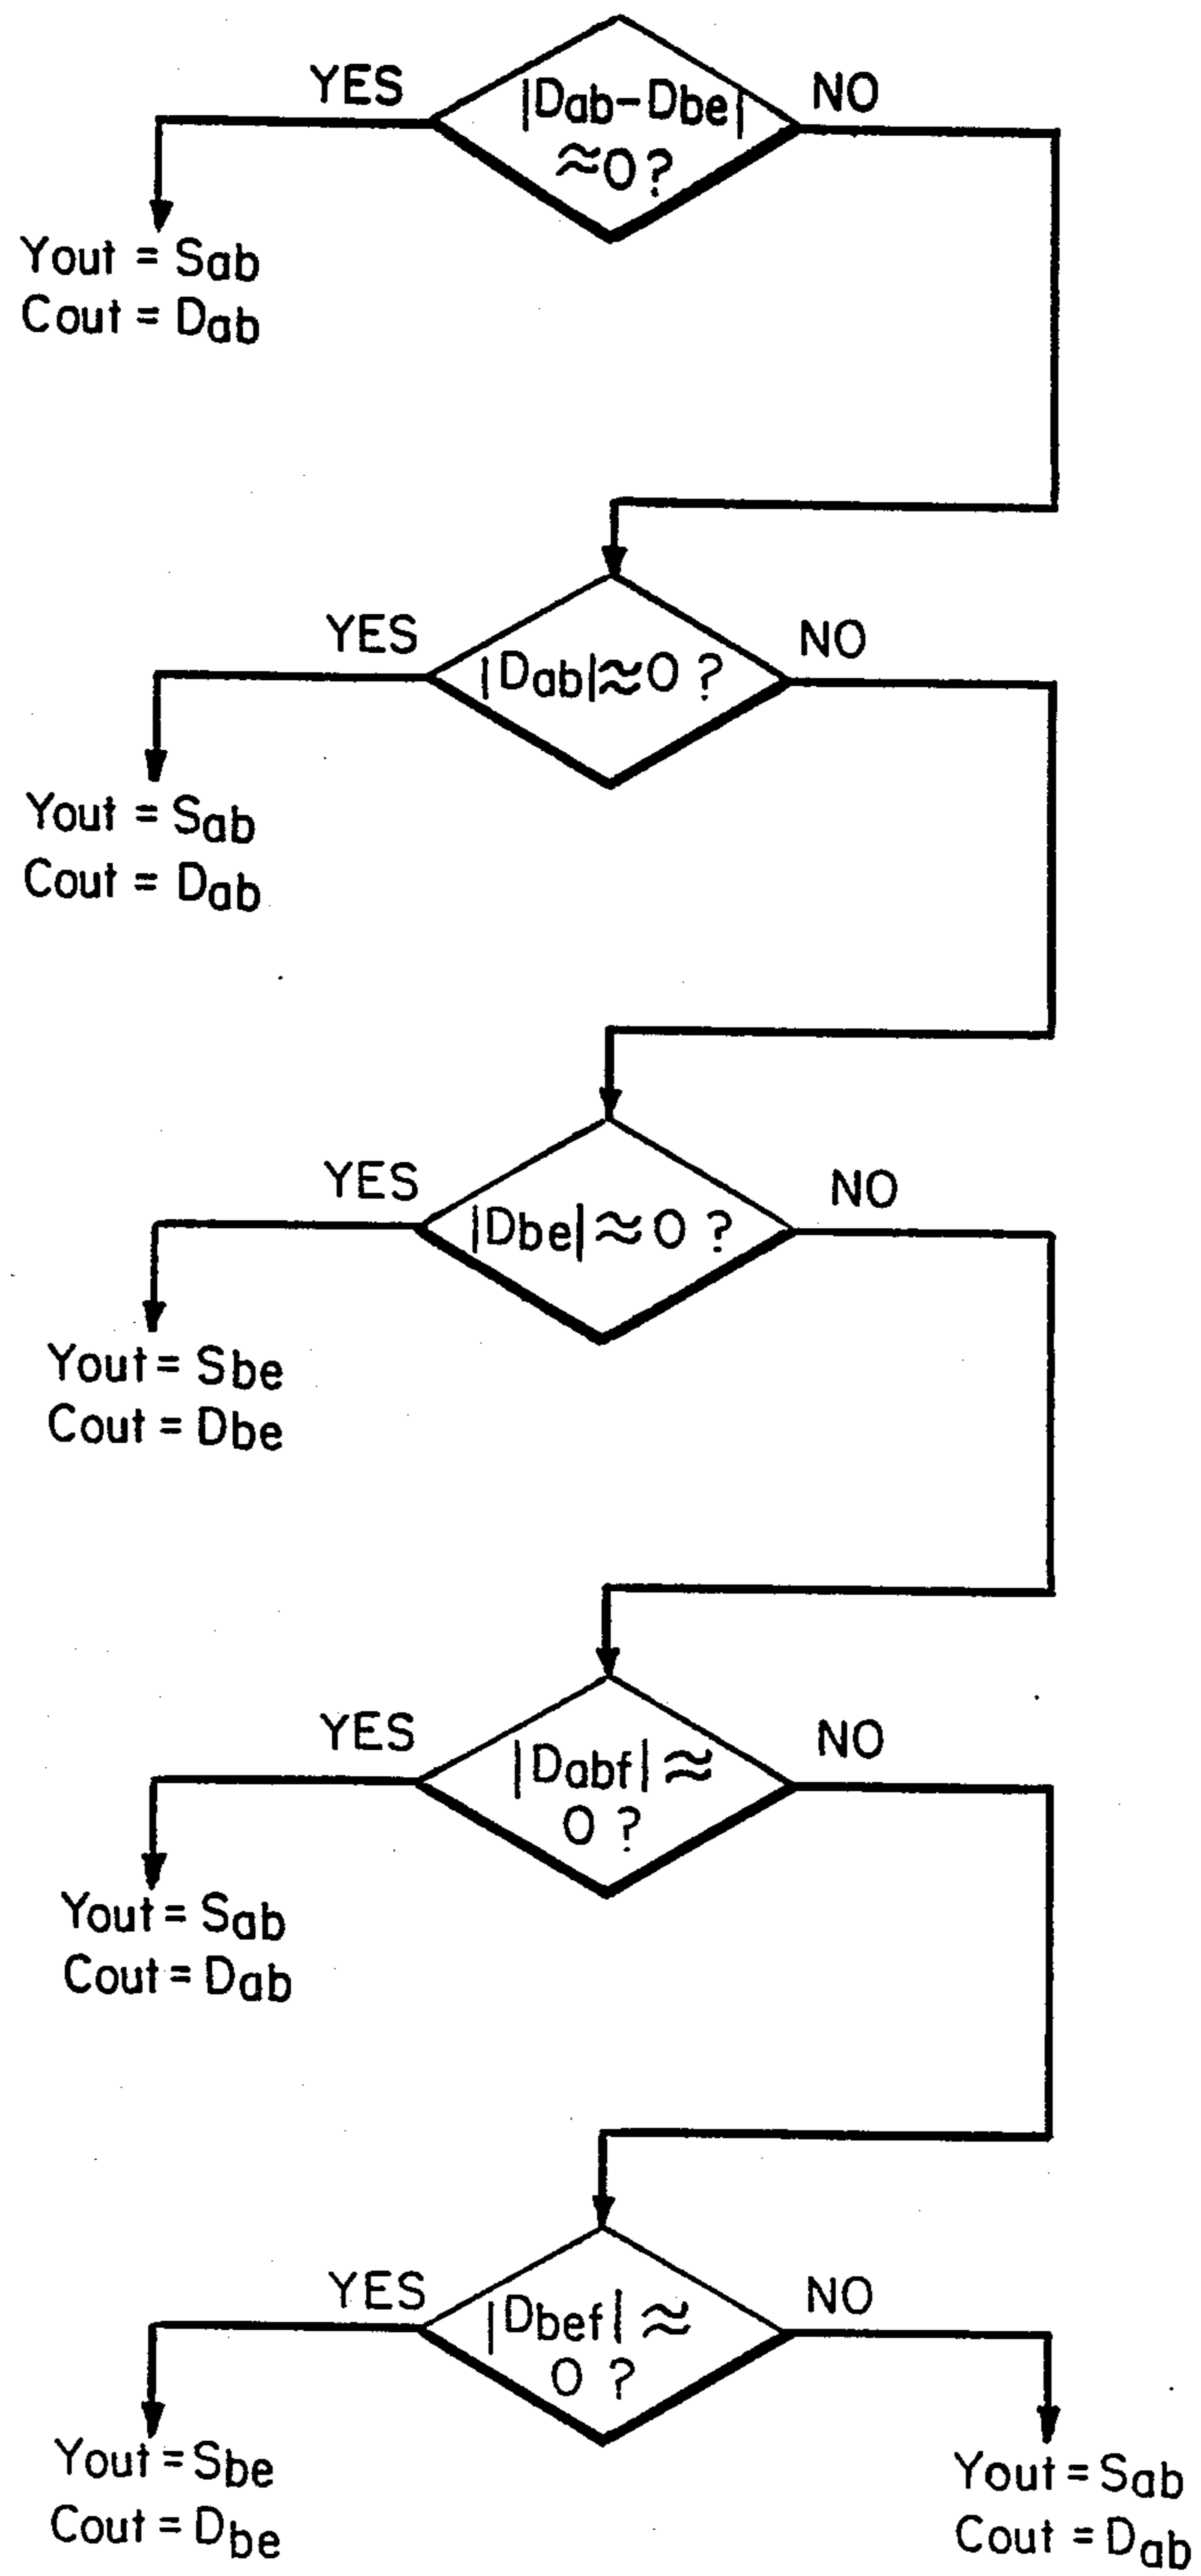 |Dab-Dbe|
≈0?
YES
NO
Yout = Sab
Cout = Dab
|Dab|≈0 ?
YES
NO
Yout = Sab
Cout = Dab
|Dbe|≈0 ?
YES
NO
Yout = Sbe
Cout = Dbe
|Dabf|≈
0 ?
YES
NO
Yout = Sab
Cout = Dab
|Dbef|≈
0 ?
YES
NO
Yout = Sbe
Cout = Dbe
Yout = Sab
Cout = Dab